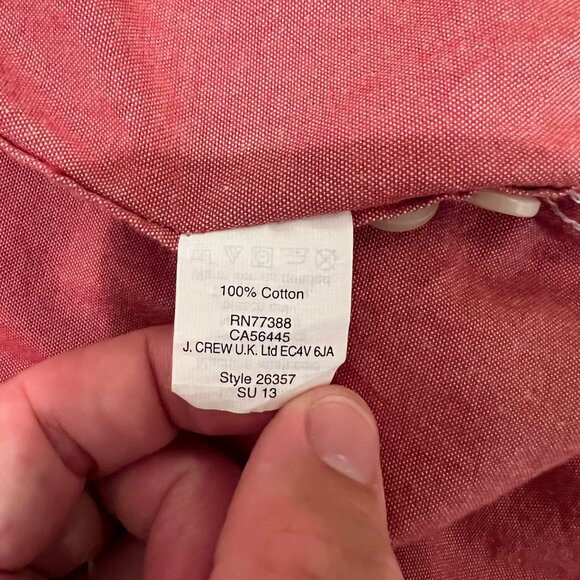 100% Cotton
RN77388
CA56445
J. CREW U.K. Ltd EC4V 6JA
Style 26357
SU 13